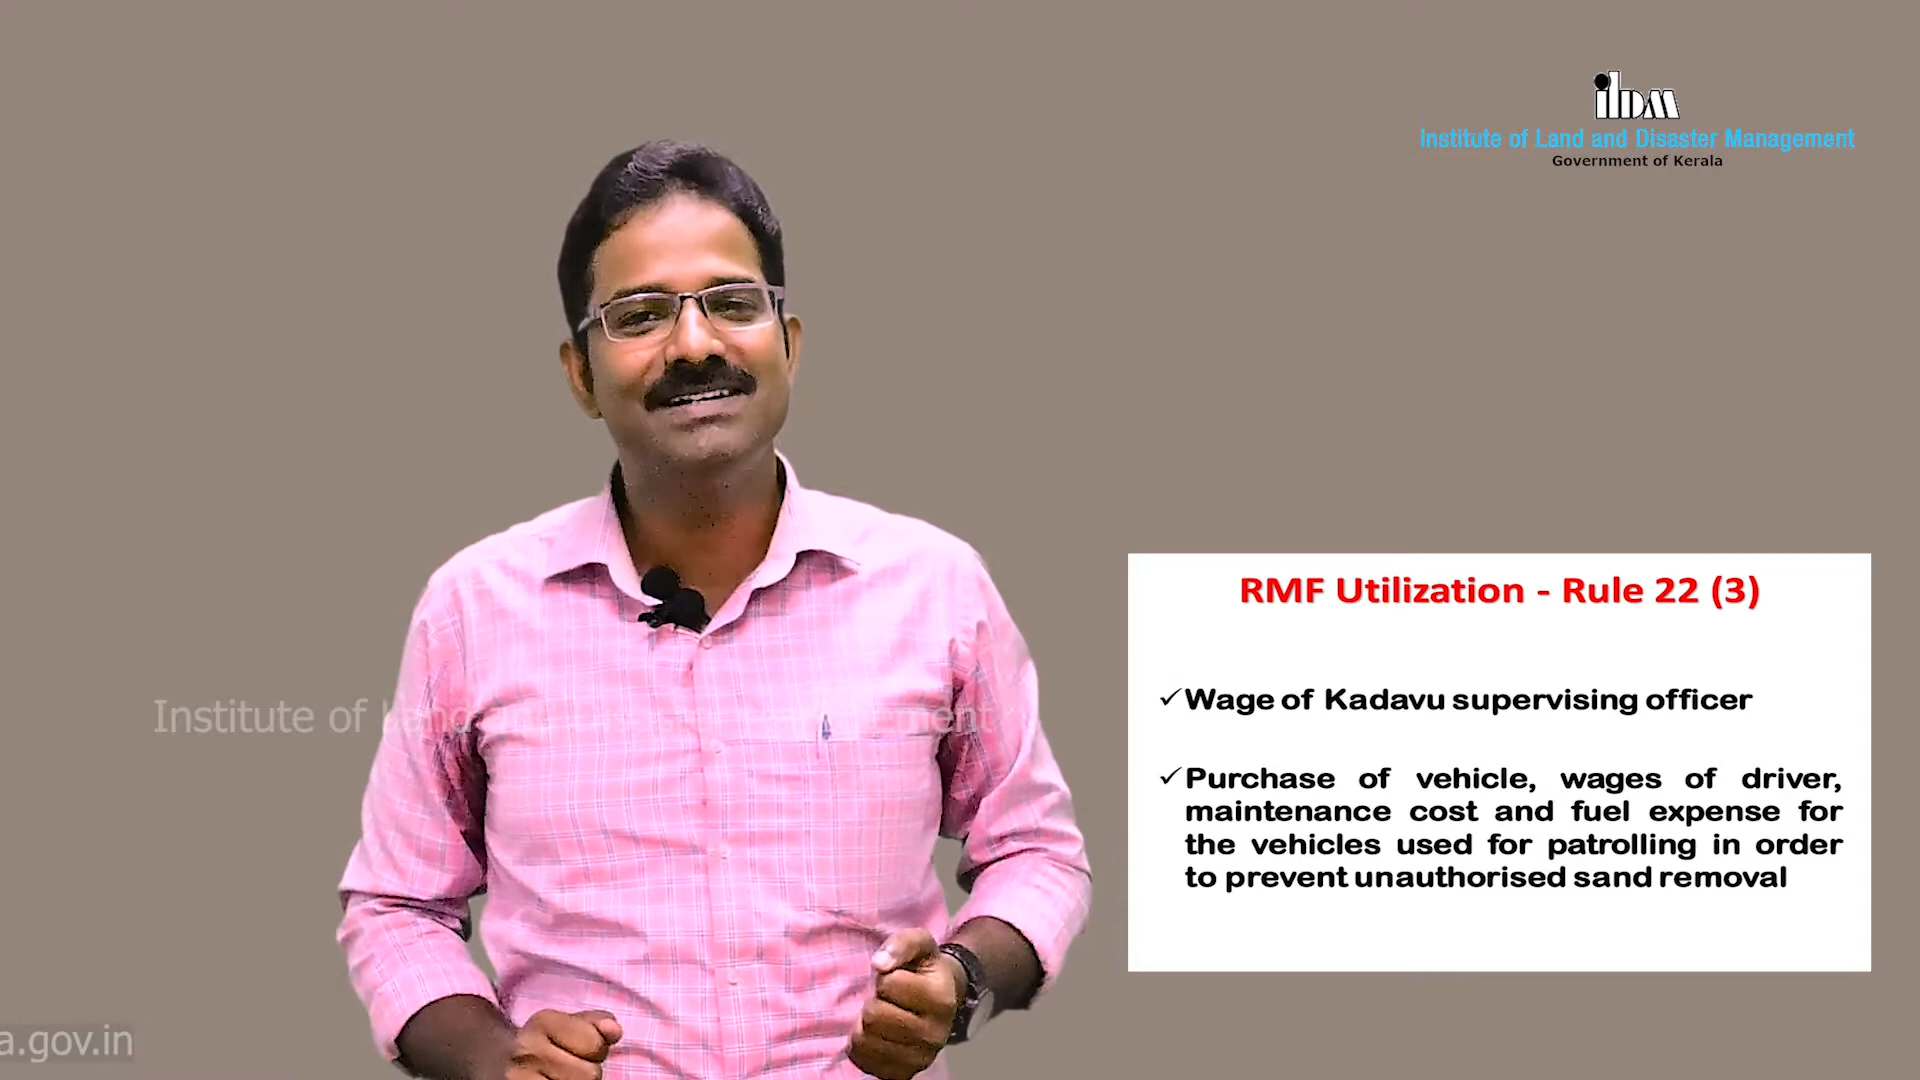 ilDM
Institute of Land and Disaster Management
Government of Kerala
RMF Utilization - Rule 22 (3)
✓Wage of Kadavu supervising officer
✓Purchase of vehicle, wages of driver,
maintenance cost and fuel expense for
the vehicles used for patrolling in order
to prevent unauthorised sand removal
Institute of Land
a.gov.in